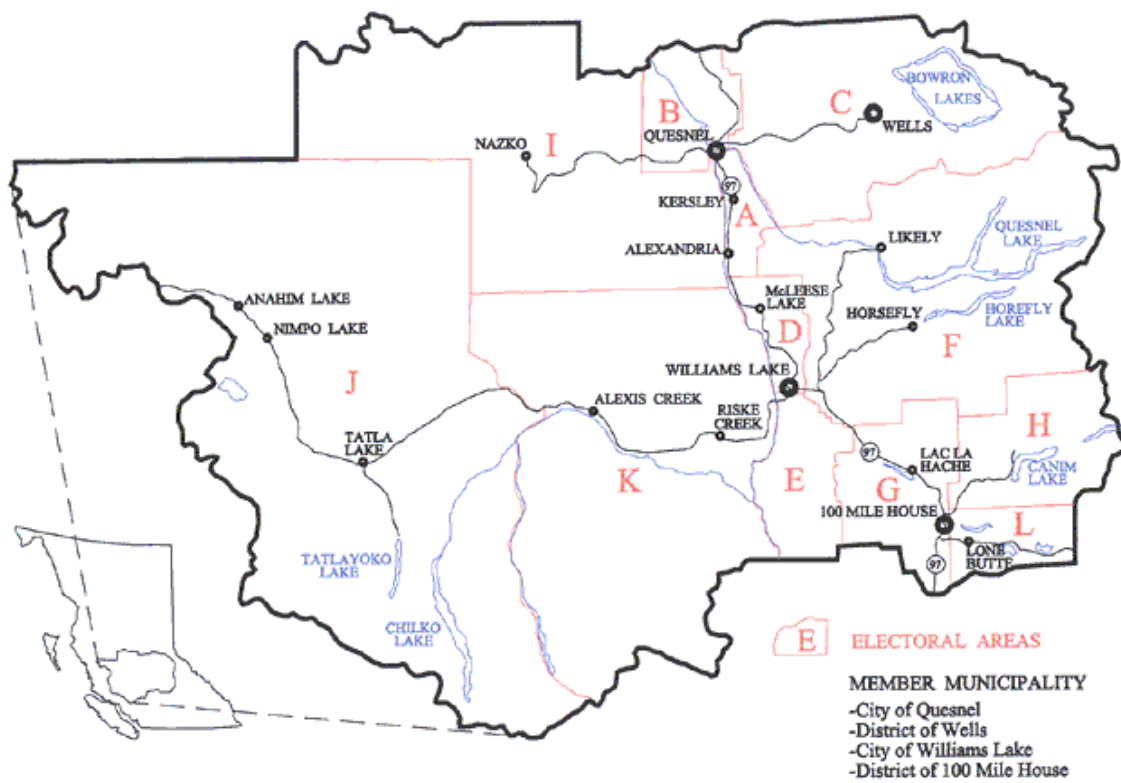 BOWRON
LAKES
B
C
WELLS
QUESNEL
NAZKO
I
97
KERSLEY
A
ALEXANDRIA
LIKELY
QUESNEL
LAKE
ANAHIM LAKE
NIMPO LAKE
McLEESE
LAKE
D
HORSEFLY
HOREFLY
LAKE
F
J
WILLIAMS LAKE
ALEXIS CREEK
RISKE
CREEK
TATLA
LAKE
K
E
97
LAC LA
HACHE
G
H
CANIM
LAKE
100 MILE HOUSE
L
LONE
BUTTE
97
TATLAYOKO
LAKE
CHILKO
LAKE
E
ELECTORAL AREAS
MEMBER MUNICIPALITY
-City of Quesnel
-District of Wells
-City of Williams Lake
-District of 100 Mile House